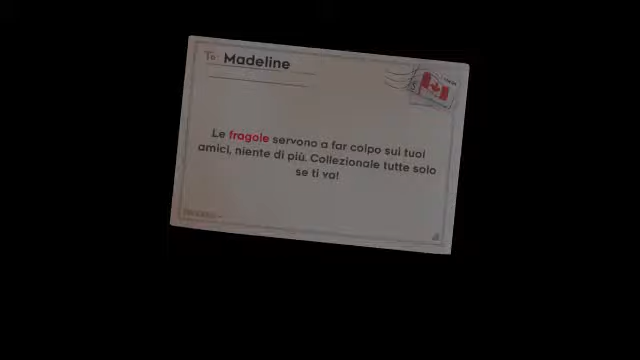 To: Madeline
Le fragole servono a far colpo sui tuoi
amici, niente di più. Collezionale tutte solo
se ti va!